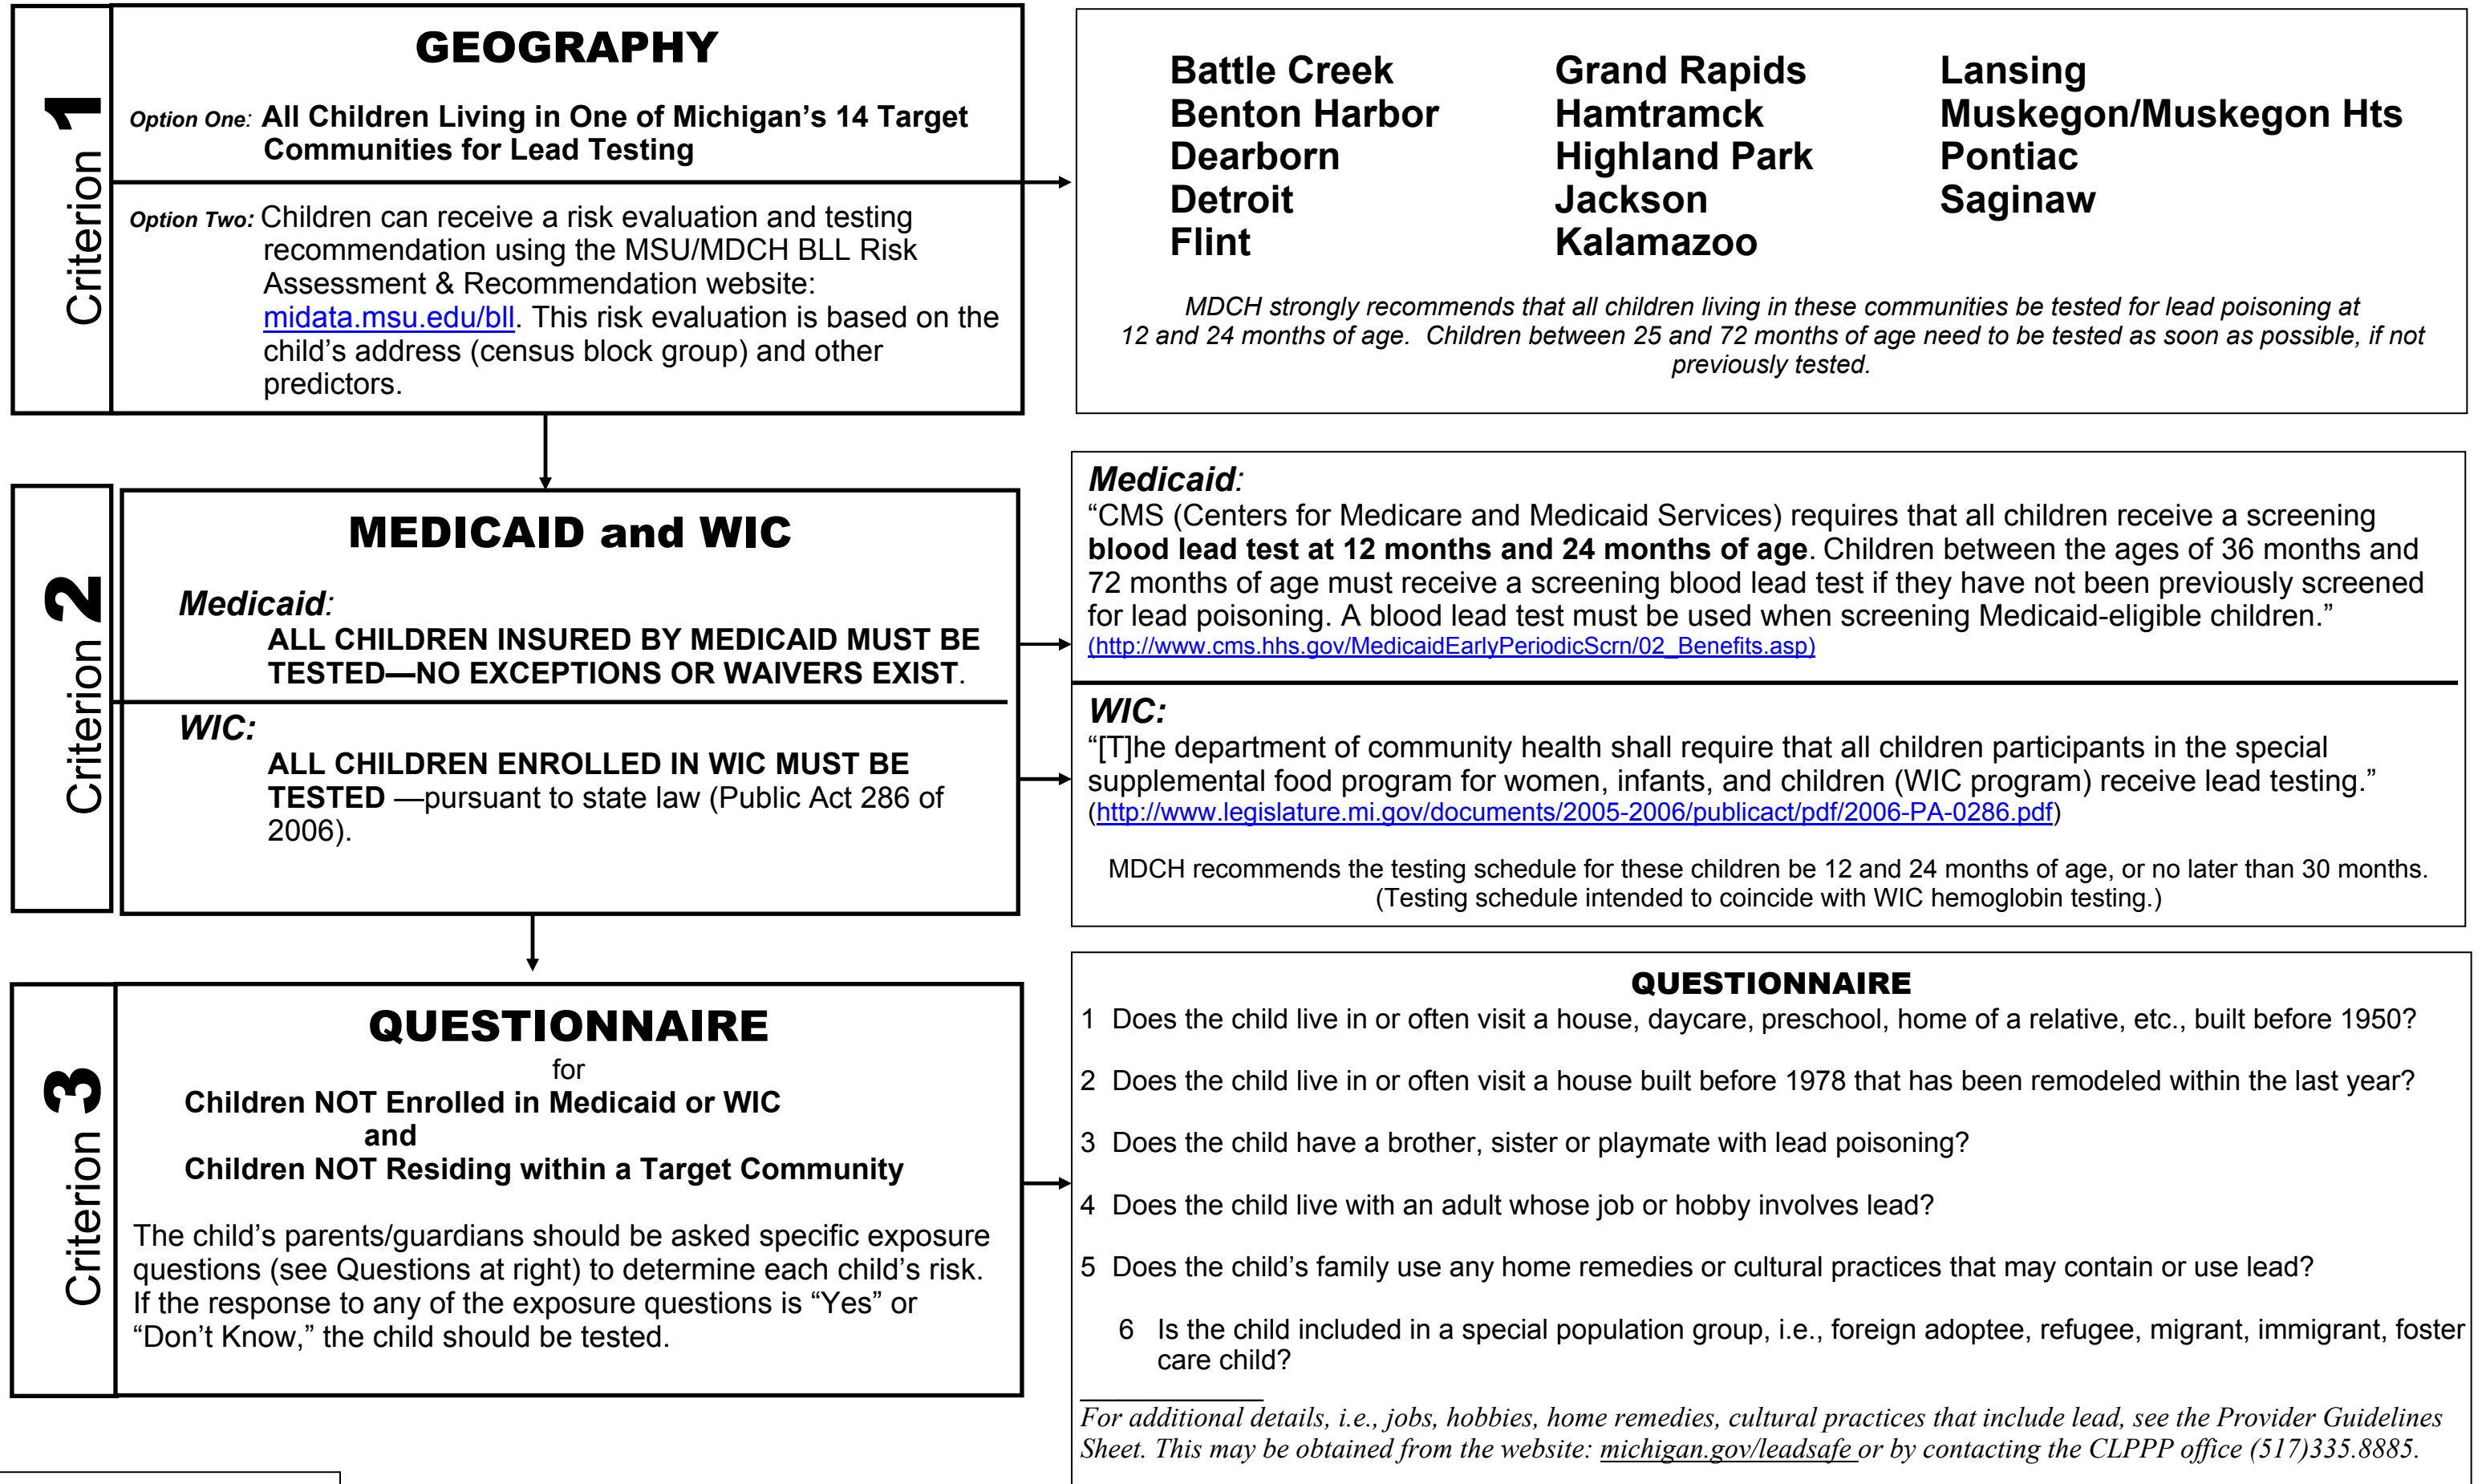 Criterion 1
GEOGRAPHY
Option One: All Children Living in One of Michigan’s 14 Target
Communities for Lead Testing
Option Two: Children can receive a risk evaluation and testing
recommendation using the MSU/MDCH BLL Risk
Assessment & Recommendation website:
midata.msu.edu/bll. This risk evaluation is based on the
child’s address (census block group) and other
predictors.
Battle Creek
Benton Harbor
Dearborn
Detroit
Flint
Grand Rapids
Hamtramck
Highland Park
Jackson
Kalamazoo
Lansing
Muskegon/Muskegon Hts
Pontiac
Saginaw
MDCH strongly recommends that all children living in these communities be tested for lead poisoning at
12 and 24 months of age. Children between 25 and 72 months of age need to be tested as soon as possible, if not
previously tested.
Criterion 2
MEDICAID and WIC
Medicaid:
ALL CHILDREN INSURED BY MEDICAID MUST BE
TESTED—NO EXCEPTIONS OR WAIVERS EXIST.
WIC:
ALL CHILDREN ENROLLED IN WIC MUST BE
TESTED —pursuant to state law (Public Act 286 of
2006).
Medicaid:
“CMS (Centers for Medicare and Medicaid Services) requires that all children receive a screening
blood lead test at 12 months and 24 months of age. Children between the ages of 36 months and
72 months of age must receive a screening blood lead test if they have not been previously screened
for lead poisoning. A blood lead test must be used when screening Medicaid-eligible children.”
(http://www.cms.hhs.gov/MedicaidEarlyPeriodicScrn/02_Benefits.asp)
WIC:
“[T]he department of community health shall require that all children participants in the special
supplemental food program for women, infants, and children (WIC program) receive lead testing.”
(http://www.legislature.mi.gov/documents/2005-2006/publicact/pdf/2006-PA-0286.pdf)
MDCH recommends the testing schedule for these children be 12 and 24 months of age, or no later than 30 months.
(Testing schedule intended to coincide with WIC hemoglobin testing.)
Criterion 3
QUESTIONNAIRE
for
Children NOT Enrolled in Medicaid or WIC
and
Children NOT Residing within a Target Community
The child’s parents/guardians should be asked specific exposure
questions (see Questions at right) to determine each child’s risk.
If the response to any of the exposure questions is “Yes” or
“Don’t Know,” the child should be tested.
QUESTIONNAIRE
1 Does the child live in or often visit a house, daycare, preschool, home of a relative, etc., built before 1950?
2 Does the child live in or often visit a house built before 1978 that has been remodeled within the last year?
3 Does the child have a brother, sister or playmate with lead poisoning?
4 Does the child live with an adult whose job or hobby involves lead?
5 Does the child’s family use any home remedies or cultural practices that may contain or use lead?
6 Is the child included in a special population group, i.e., foreign adoptee, refugee, migrant, immigrant, foster
care child?
For additional details, i.e., jobs, hobbies, home remedies, cultural practices that include lead, see the Provider Guidelines
Sheet. This may be obtained from the website: michigan.gov/leadsafe or by contacting the CLPPP office (517)335.8885.